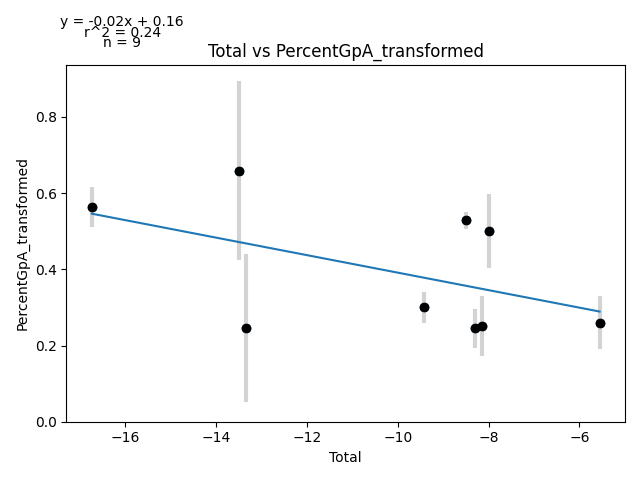 y = -0.02x + 0.16
r^2 = 0.24
n = 9
Total vs PercentGpA_transformed
PercentGpA_transformed
0.8
0.6
0.4
0.2
0.0
−16
−14
−12
−10
−8
−6
Total